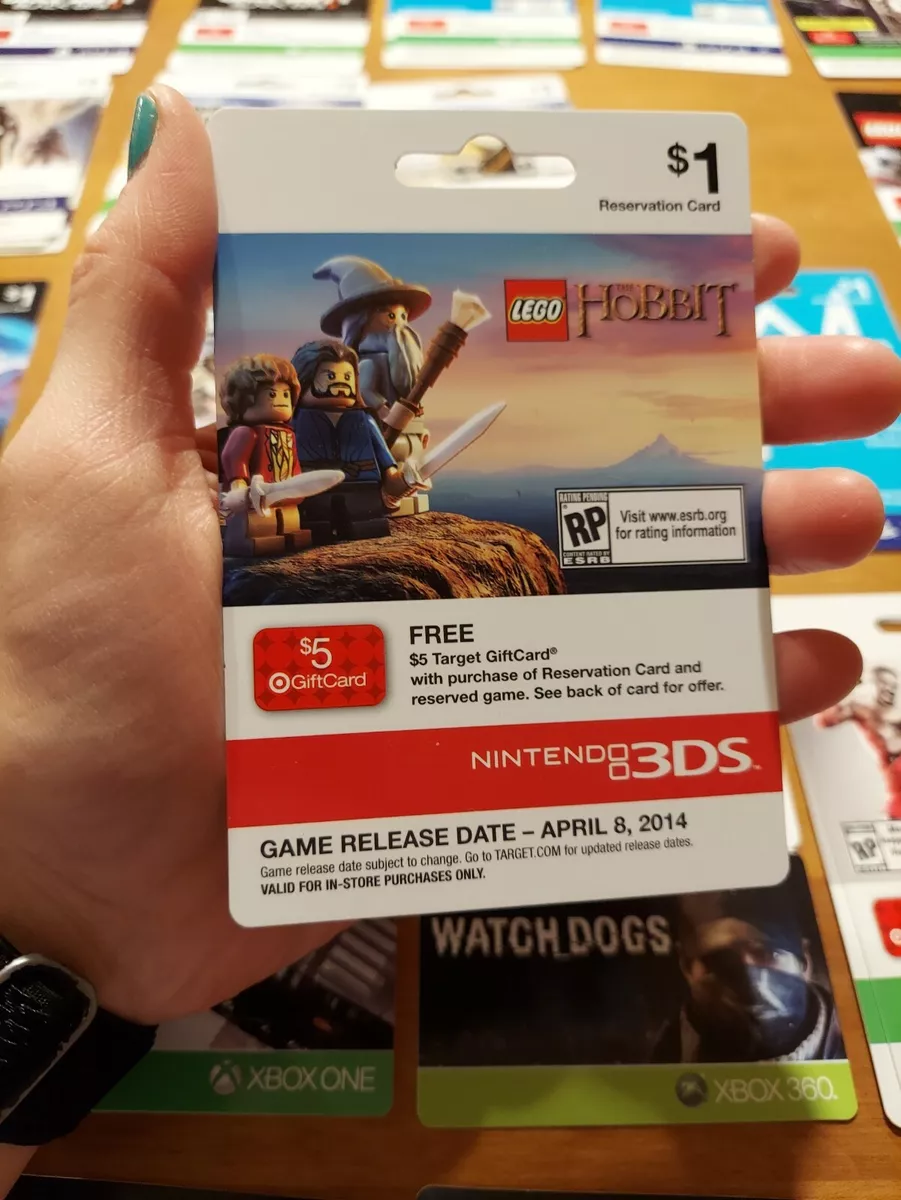 $1
Reservation Card
LEGO THE HOBBIT
RATING PENDING
RP
CONTENT RATED BY
ESRB
Visit www.esrb.org
for rating information
$5
GiftCard
FREE
$5 Target GiftCard®
with purchase of Reservation Card and
reserved game. See back of card for offer.
NINTENDO 3DS™
GAME RELEASE DATE – APRIL 8, 2014
Game release date subject to change. Go to TARGET.COM for updated release dates.
VALID FOR IN-STORE PURCHASES ONLY.
WATCH_DOGS
XBOX ONE
XBOX 360
RP